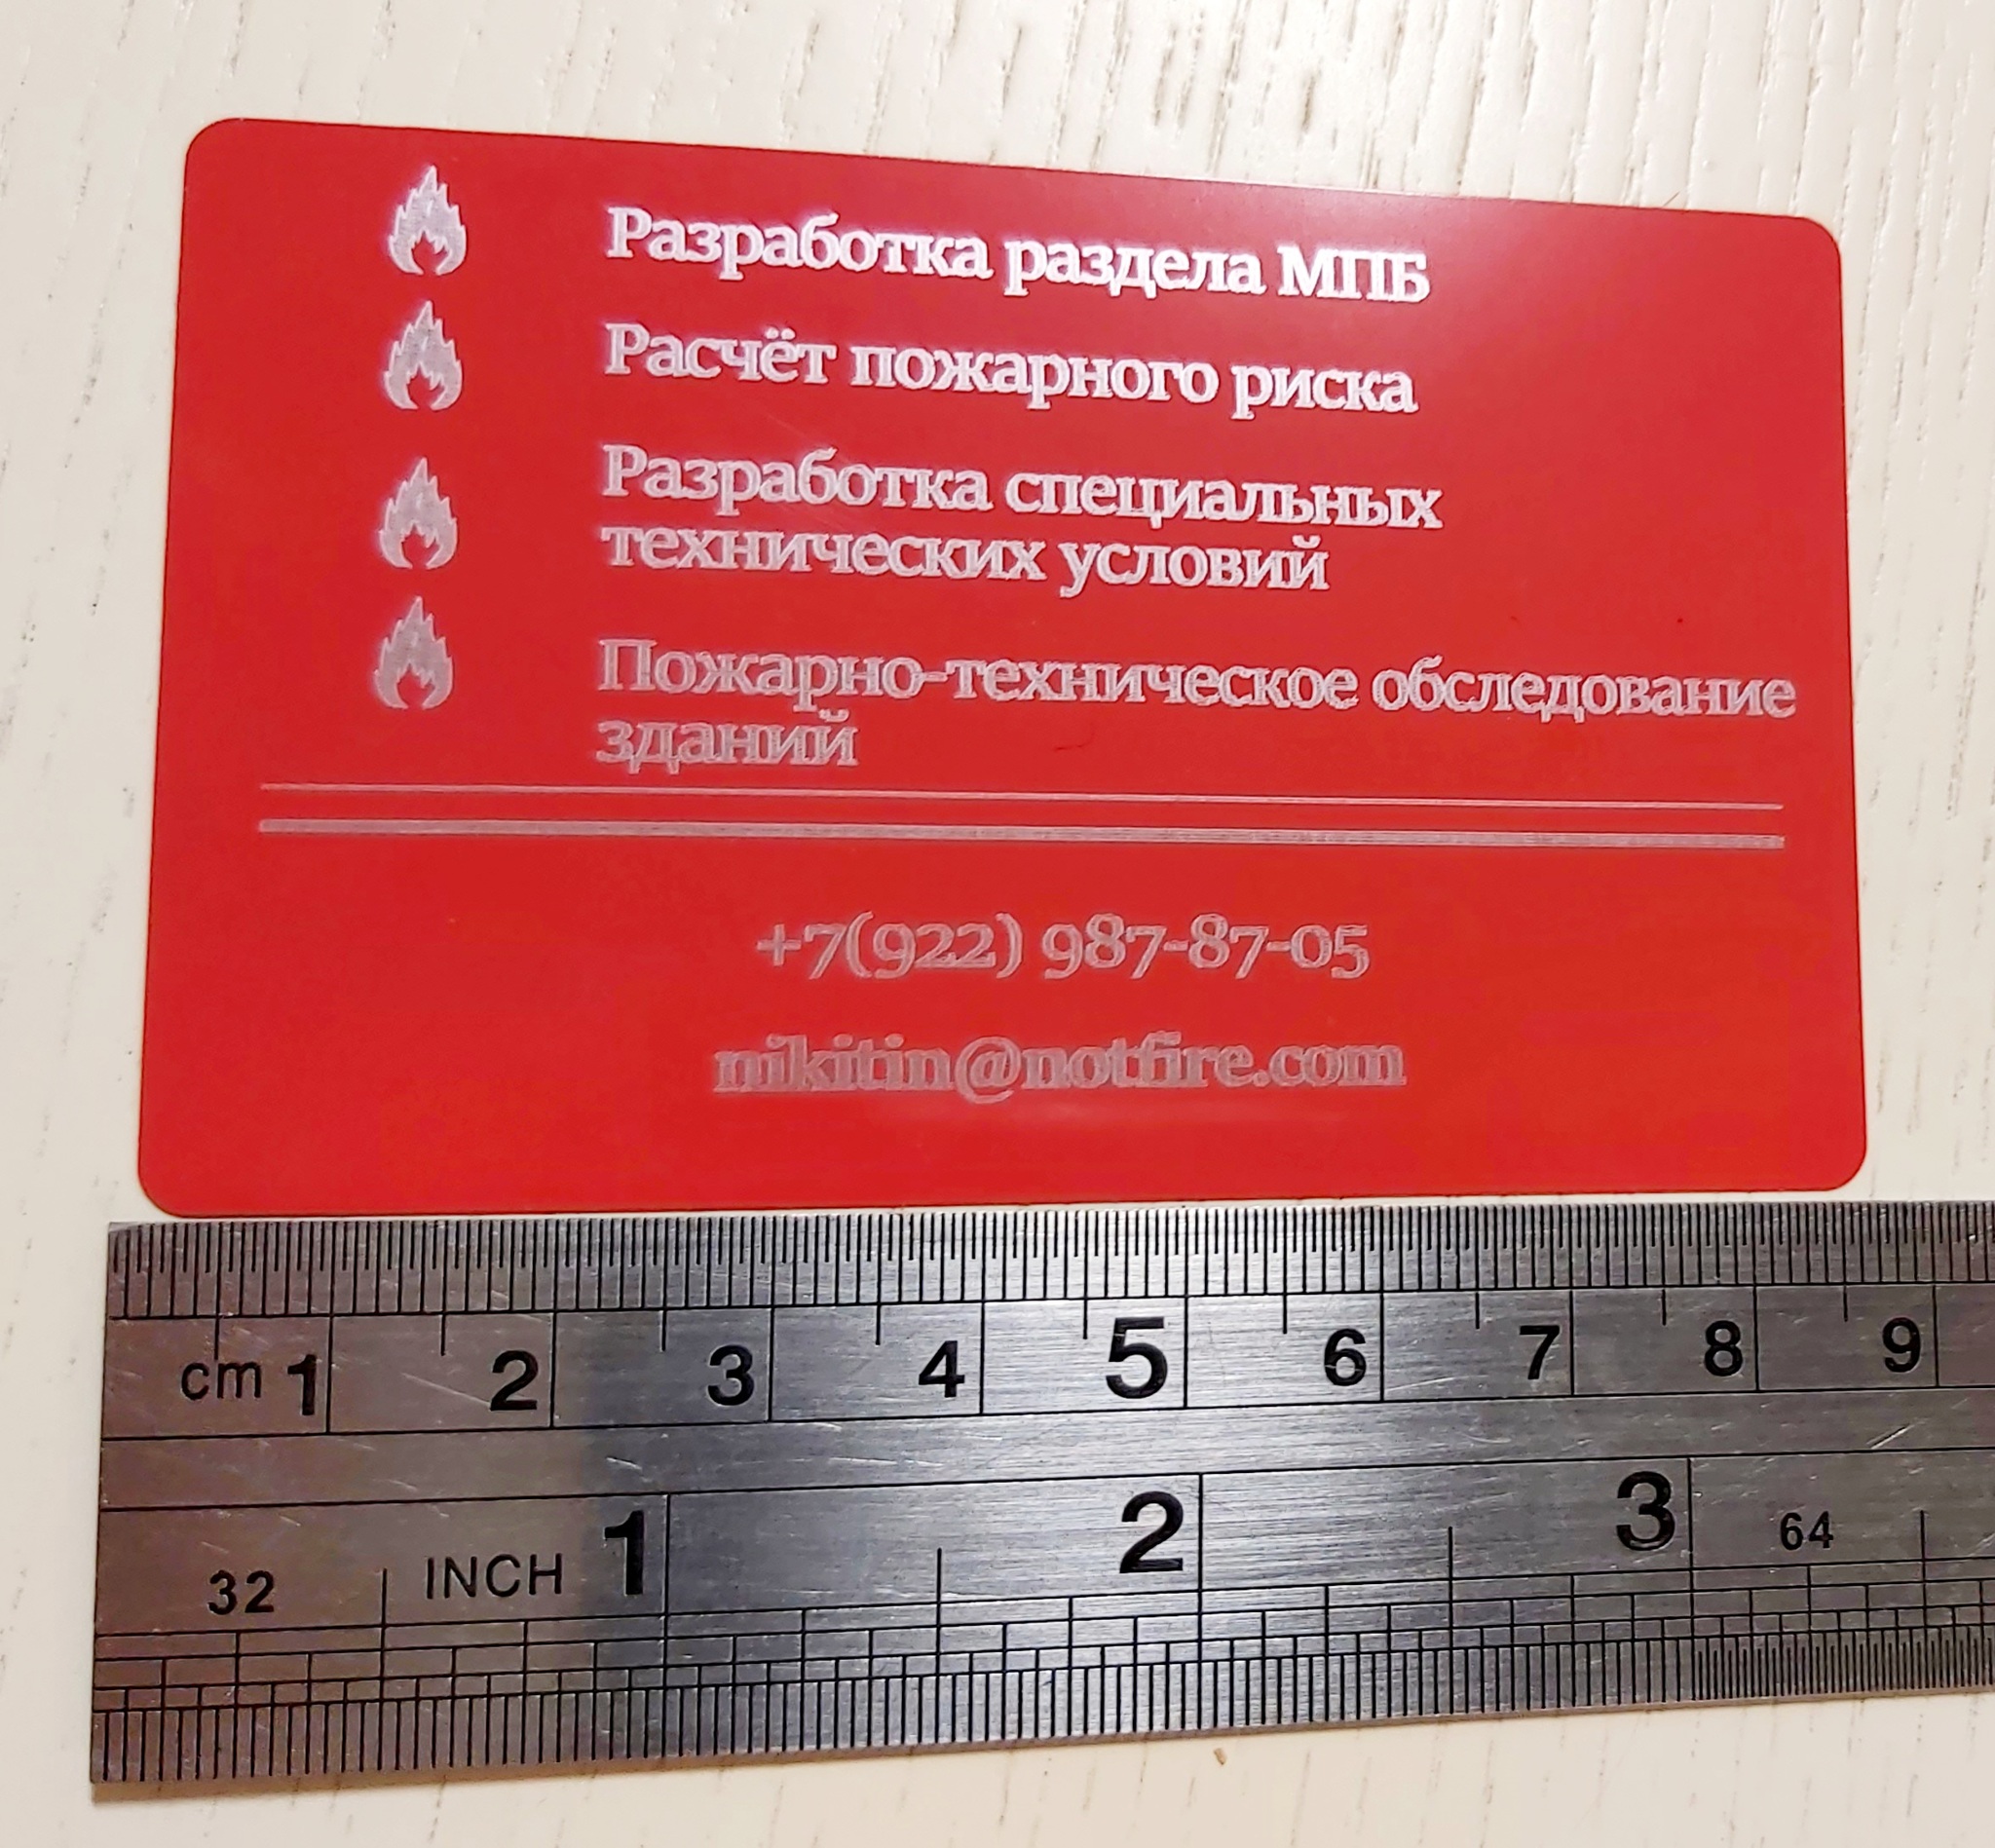 Разработка раздела МПБ
Расчёт пожарного риска
Разработка специальных
технических условий
Пожарно-техническое обследование
зданий
+7(922) 987-87-05
nikitin@notfire.com
cm 1 2 3 4 5 6 7 8 9
32 INCH 1 2 3 64